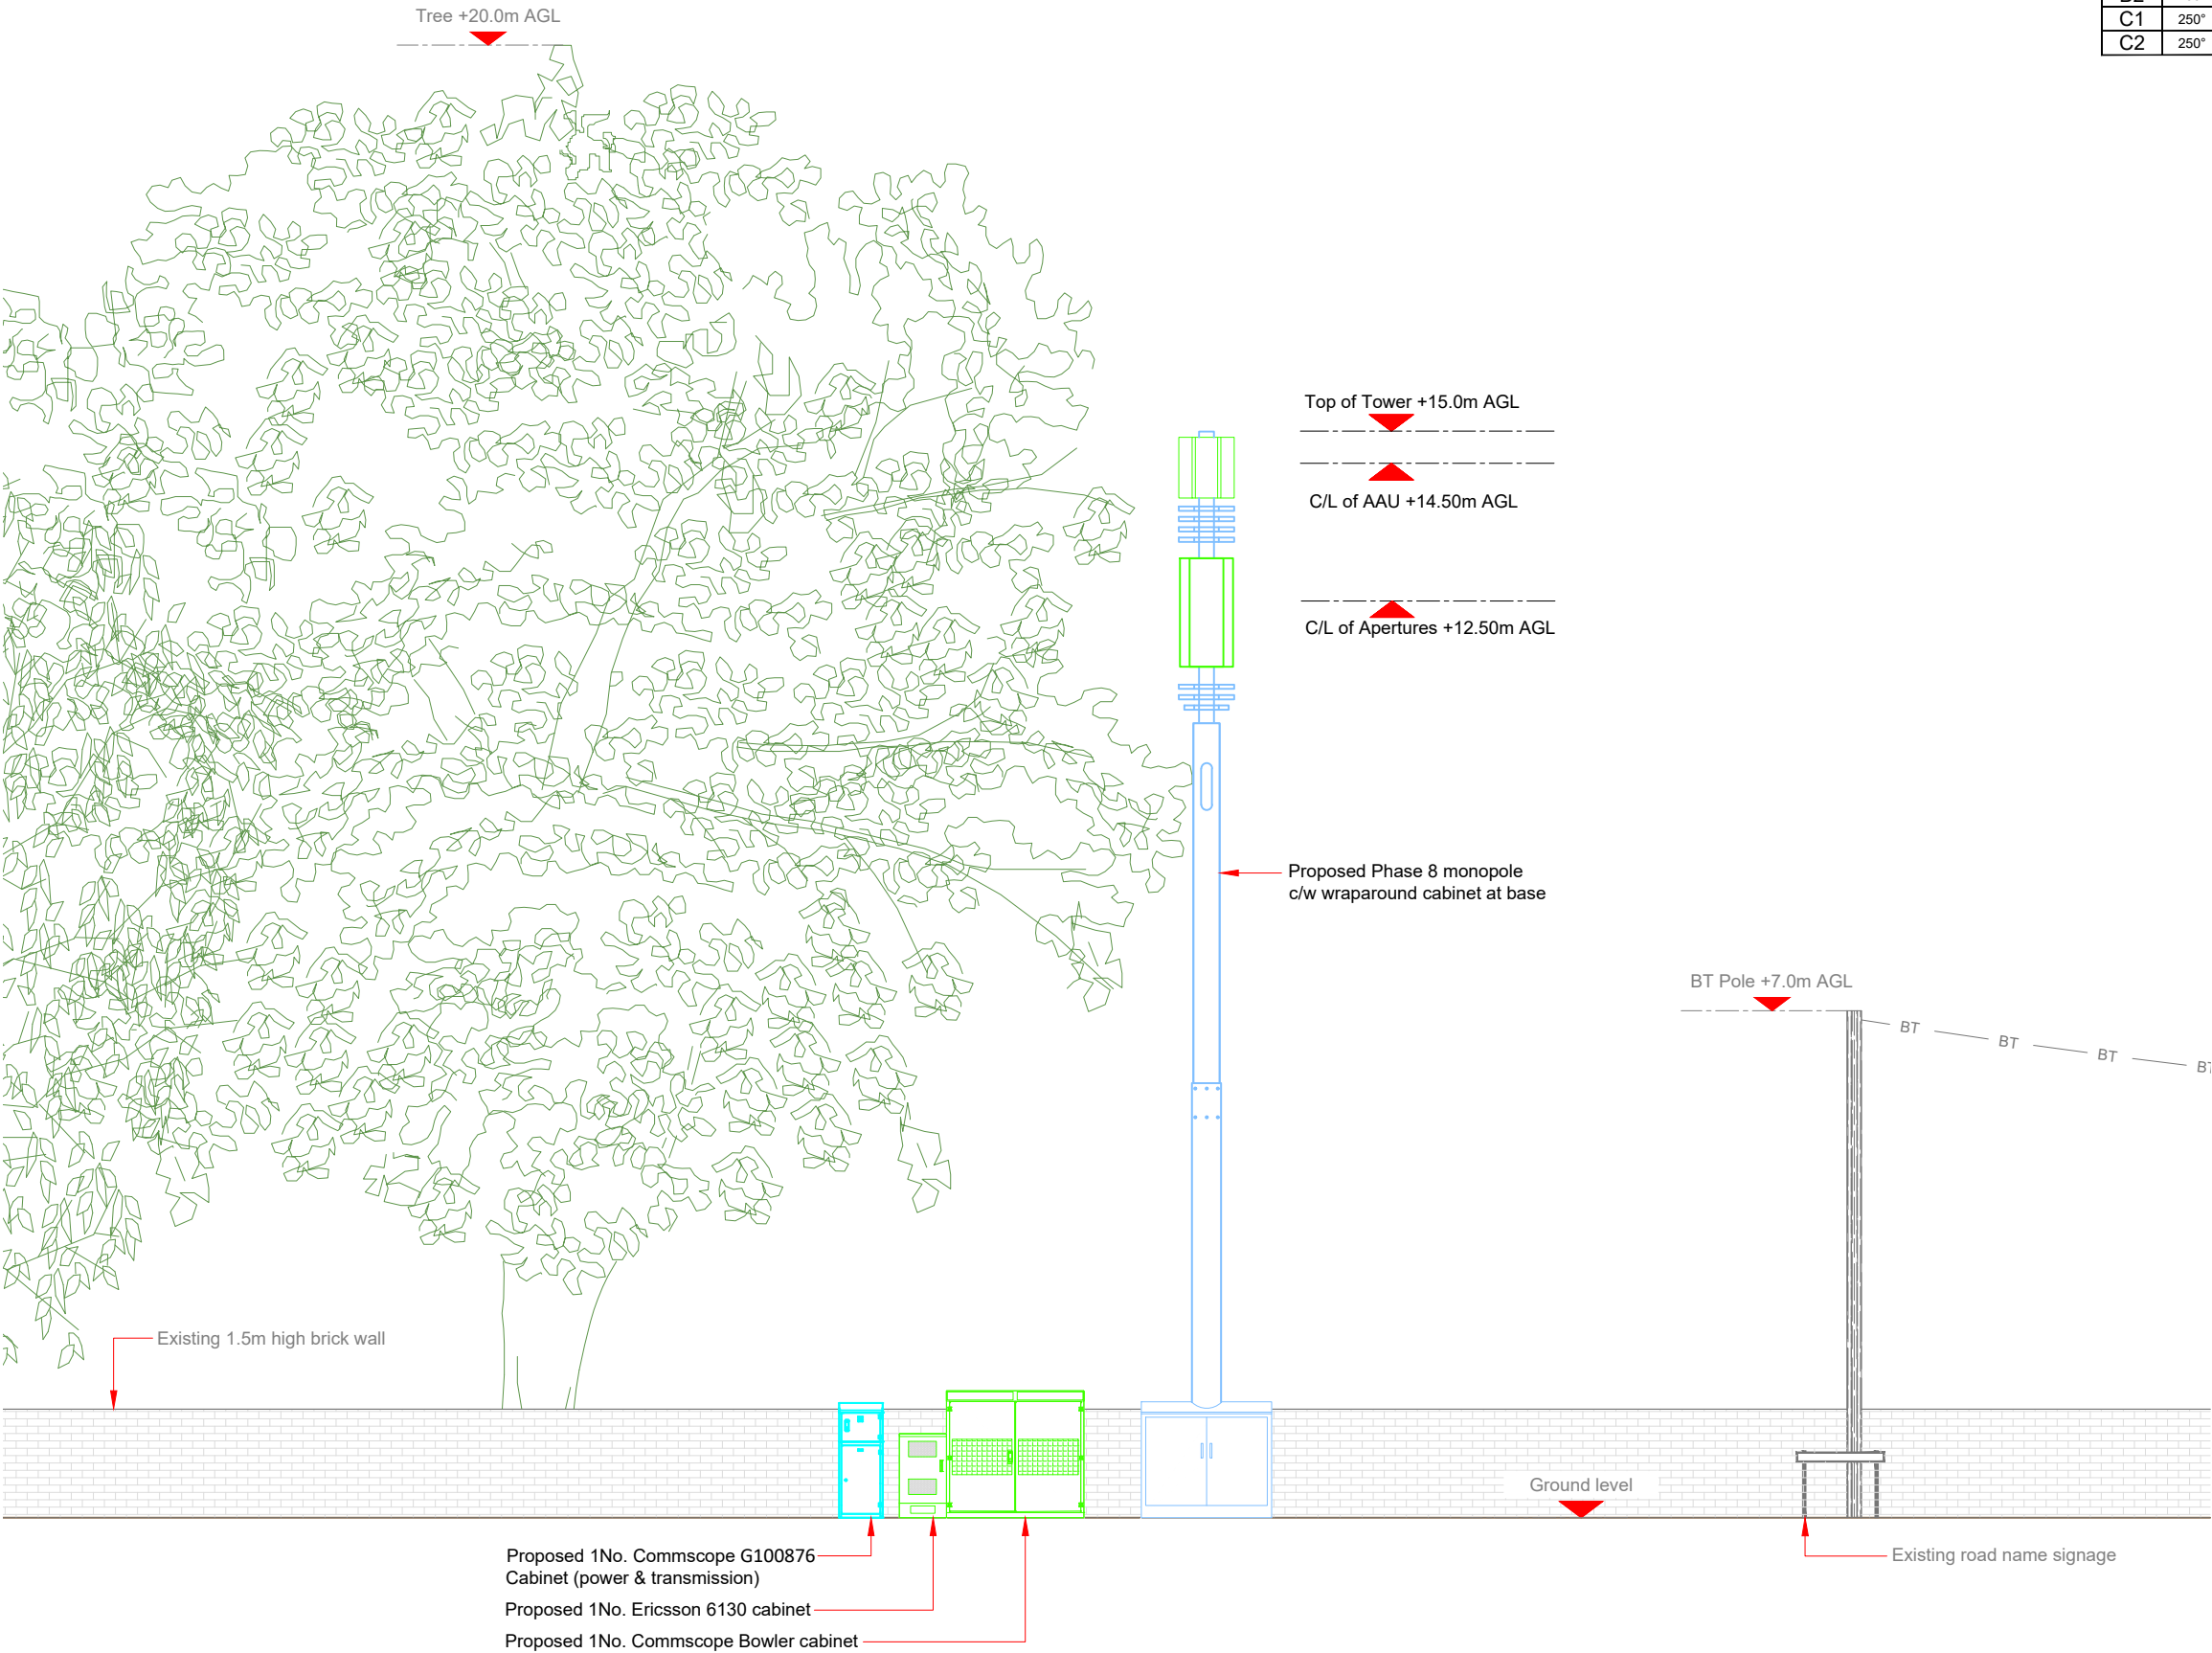 Tree +20.0m AGL
C1 250°
C2 250°
Top of Tower +15.0m AGL
C/L of AAU +14.50m AGL
C/L of Apertures +12.50m AGL
Proposed Phase 8 monopole
c/w wraparound cabinet at base
BT Pole +7.0m AGL
BT BT BT BT
Existing 1.5m high brick wall
Ground level
Proposed 1No. Commscope G100876
Cabinet (power & transmission)
Existing road name signage
Proposed 1No. Ericsson 6130 cabinet
Proposed 1No. Commscope Bowler cabinet